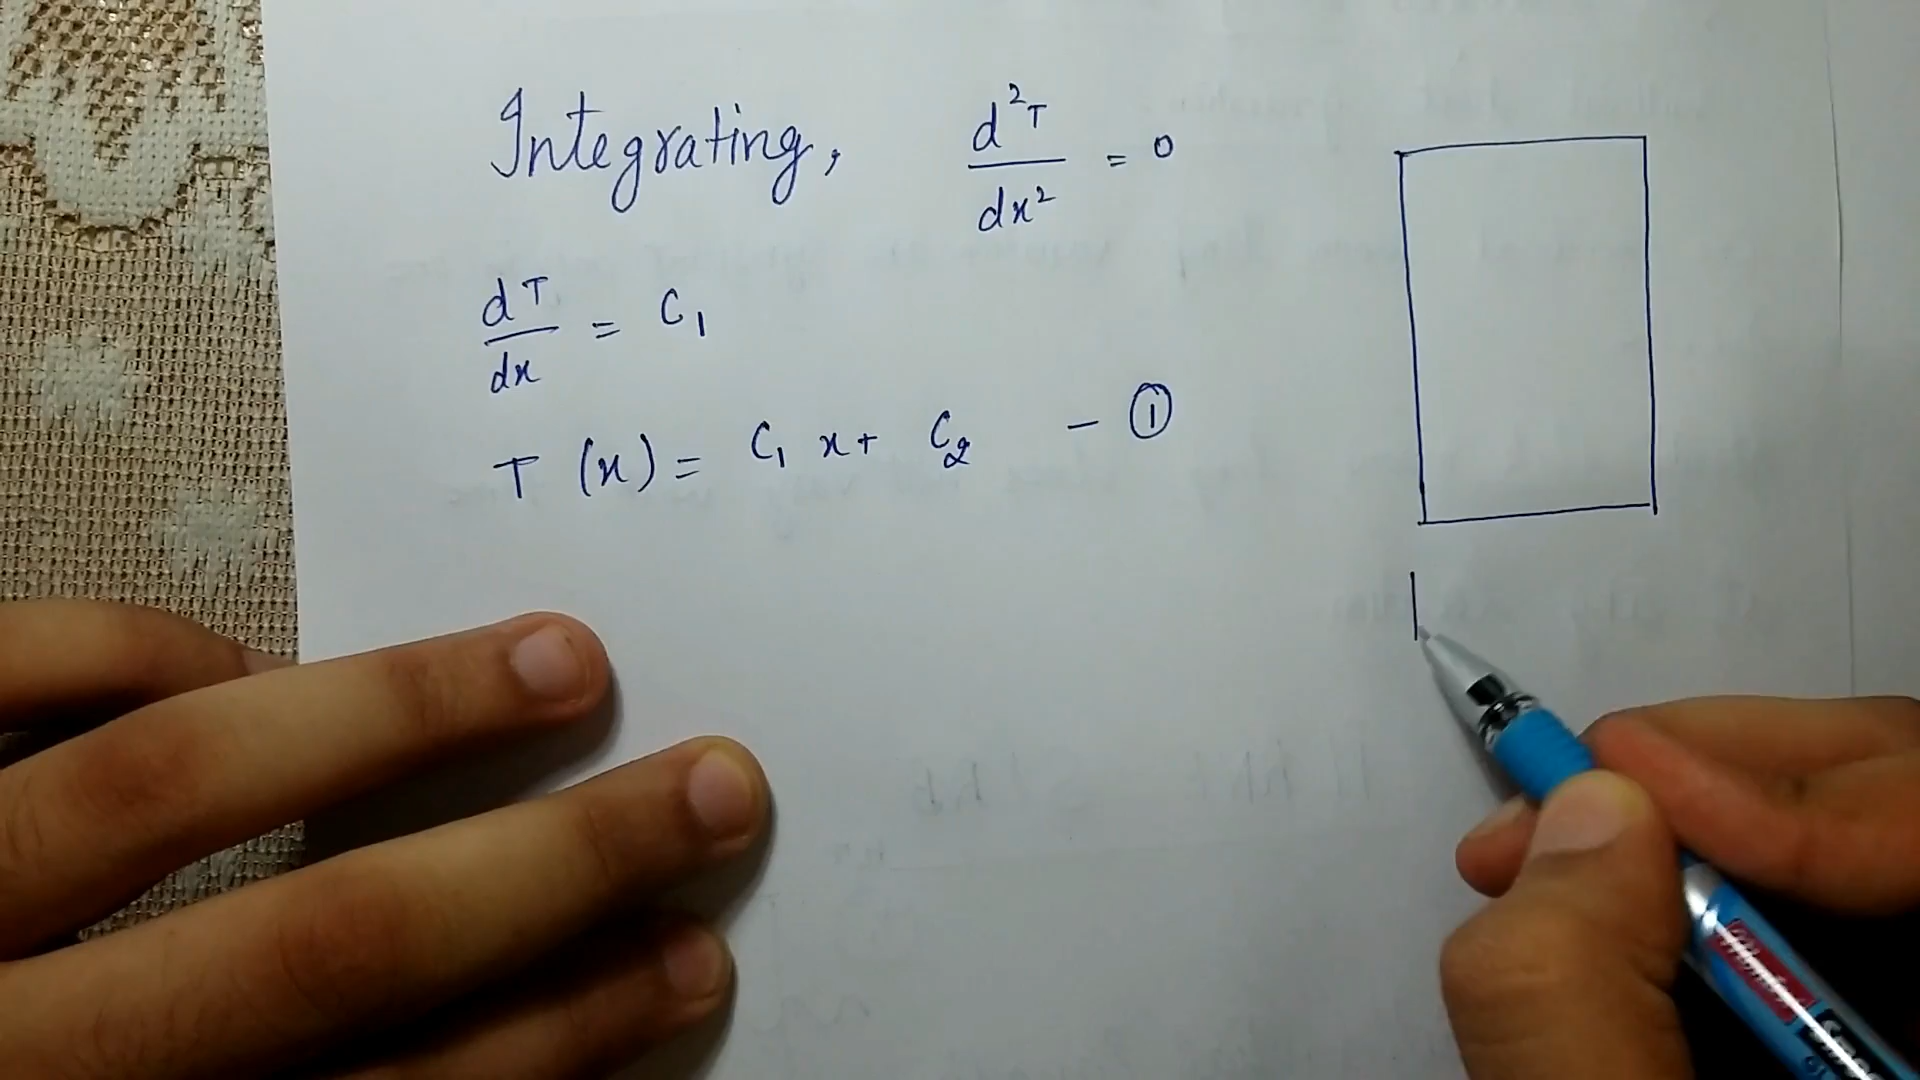 Integrating, d²T/dx² = 0
dT/dx = C₁
T (x) = C₁ x + C₂ - ①